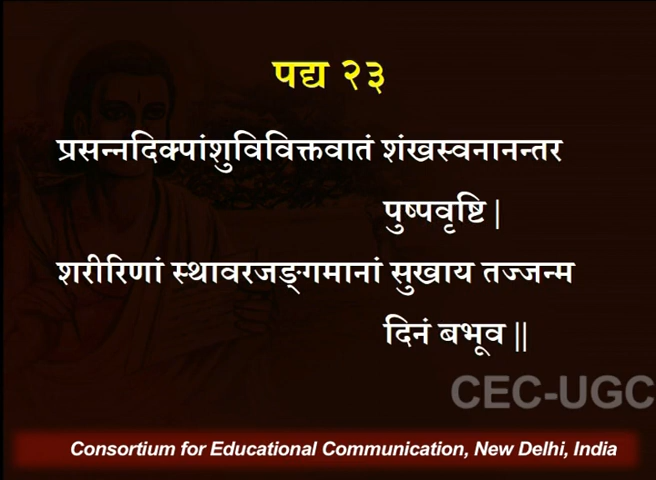 पद्य २३
प्रसन्नदिक्पांशुविविक्तवातं शंखस्वनानन्तर
पुष्पवृष्टि |
शरीरिणां स्थावरजङ्गमानां सुखाय तज्जन्म
दिनं बभूव ||
CEC-UGC
Consortium for Educational Communication, New Delhi, India